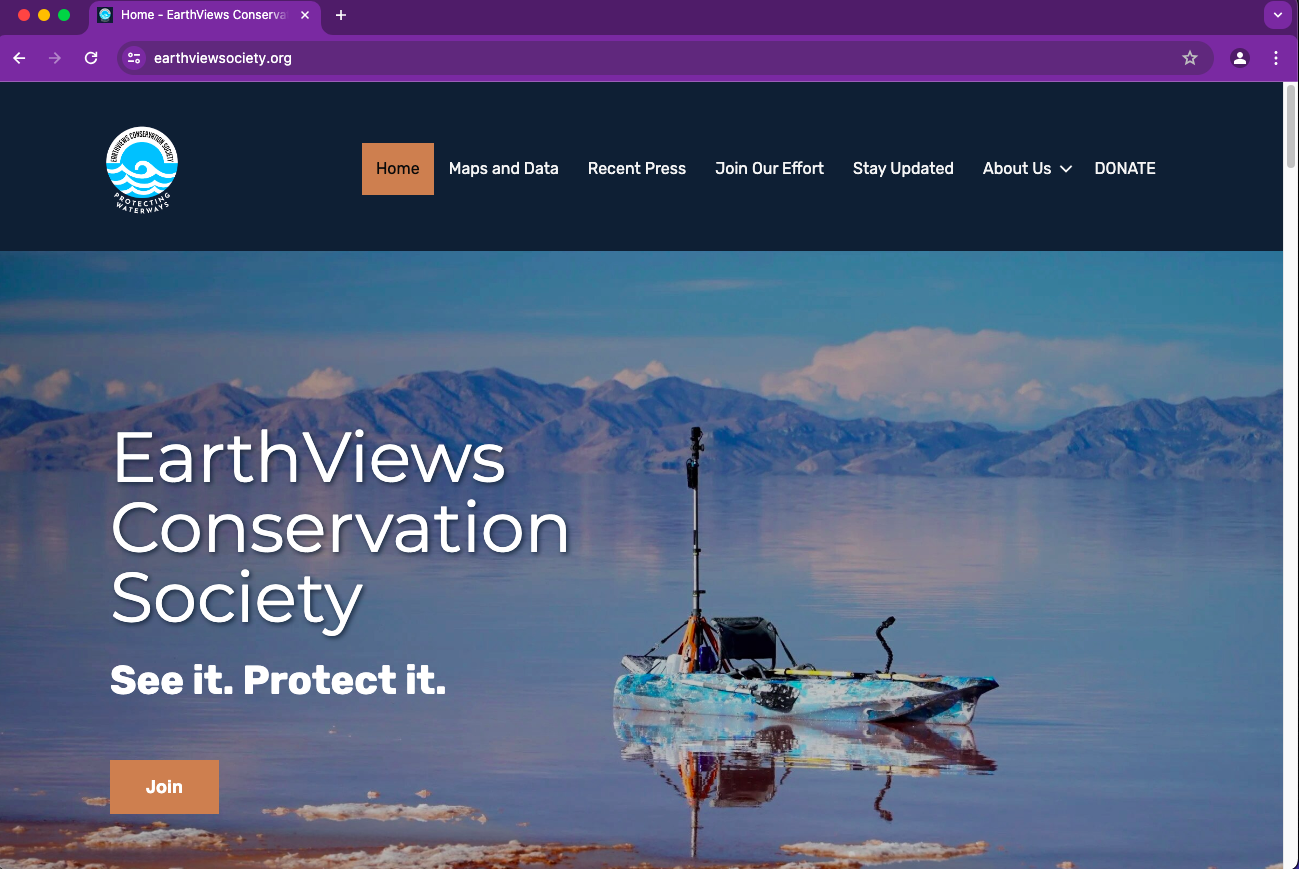 Home - EarthViews Conserva
earthviewsociety.org
EARTHVIEWS CONSERVATION SOCIETY
PROTECTING
WATERWAYS
Home Maps and Data Recent Press Join Our Effort Stay Updated About Us DONATE
EarthViews
Conservation
Society
See it. Protect it.
Join